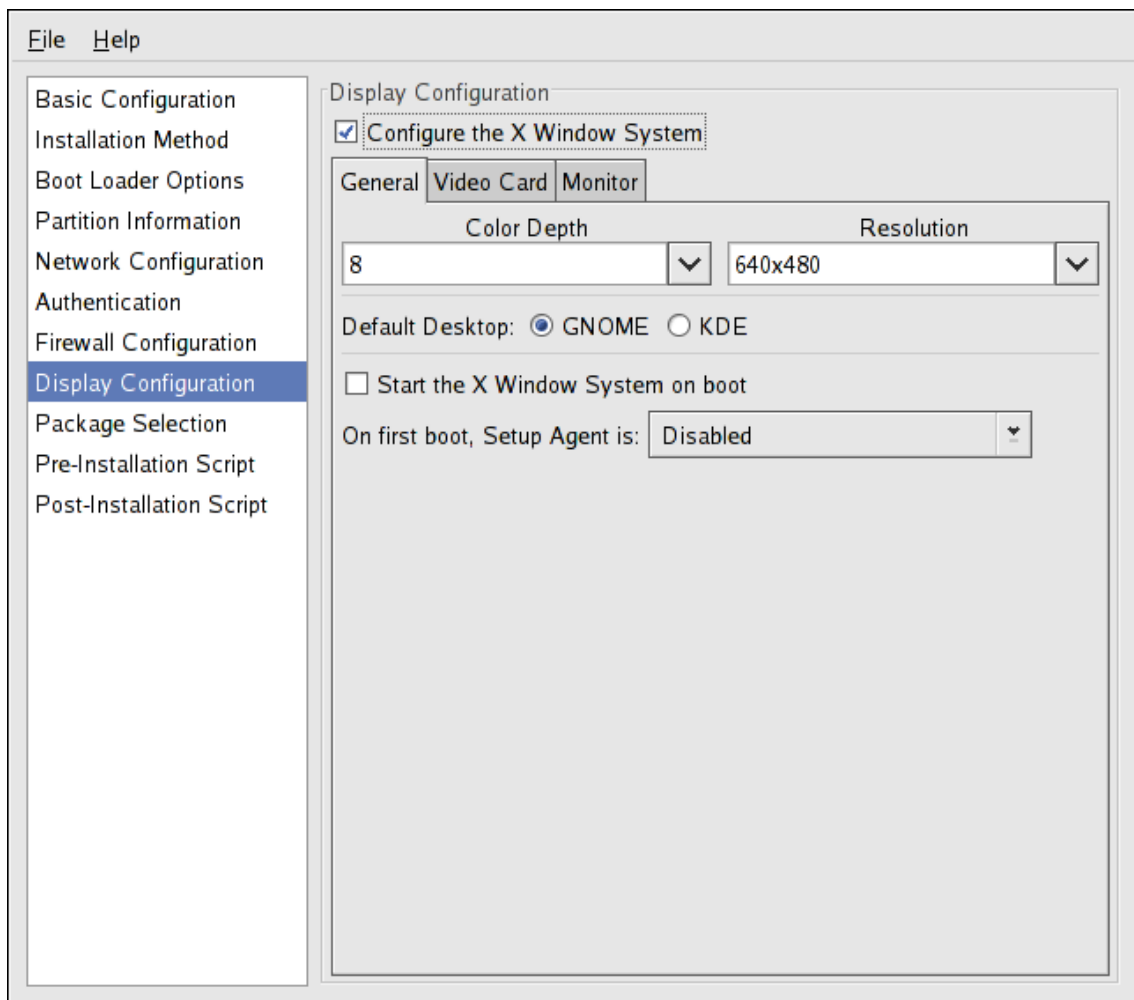 File Help
Basic Configuration
Installation Method
Boot Loader Options
Partition Information
Network Configuration
Authentication
Firewall Configuration
Display Configuration
Package Selection
Pre-Installation Script
Post-Installation Script
Display Configuration
Configure the X Window System
General Video Card Monitor
Color Depth Resolution
8 640x480
Default Desktop: GNOME KDE
Start the X Window System on boot
On first boot, Setup Agent is: Disabled